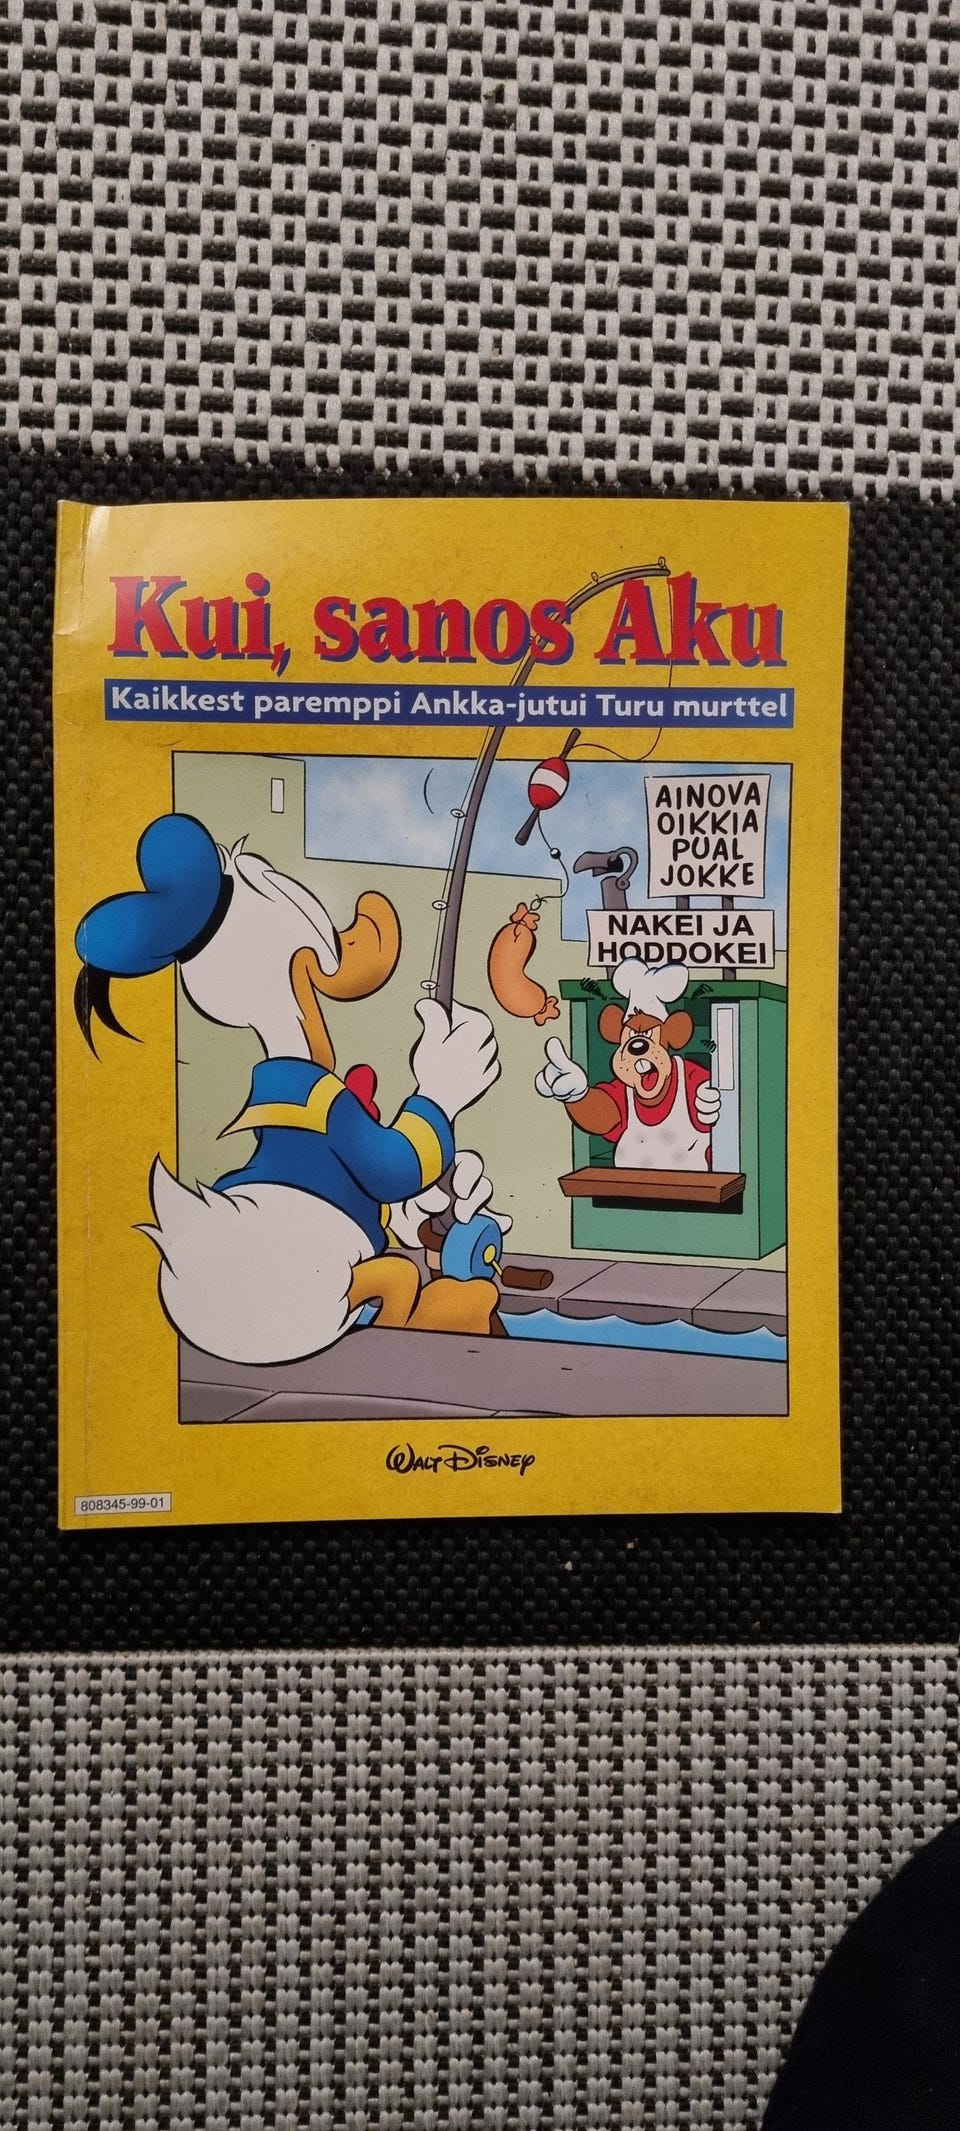 Kui, sanos Aku
Kaikkest paremppi Ankka-jutui Turu murttel
AINOVA
OIKKIA
PUAL
JOKKE
NAKEI JA
HODDOKEI
WALT DISNEY
808345-99-01